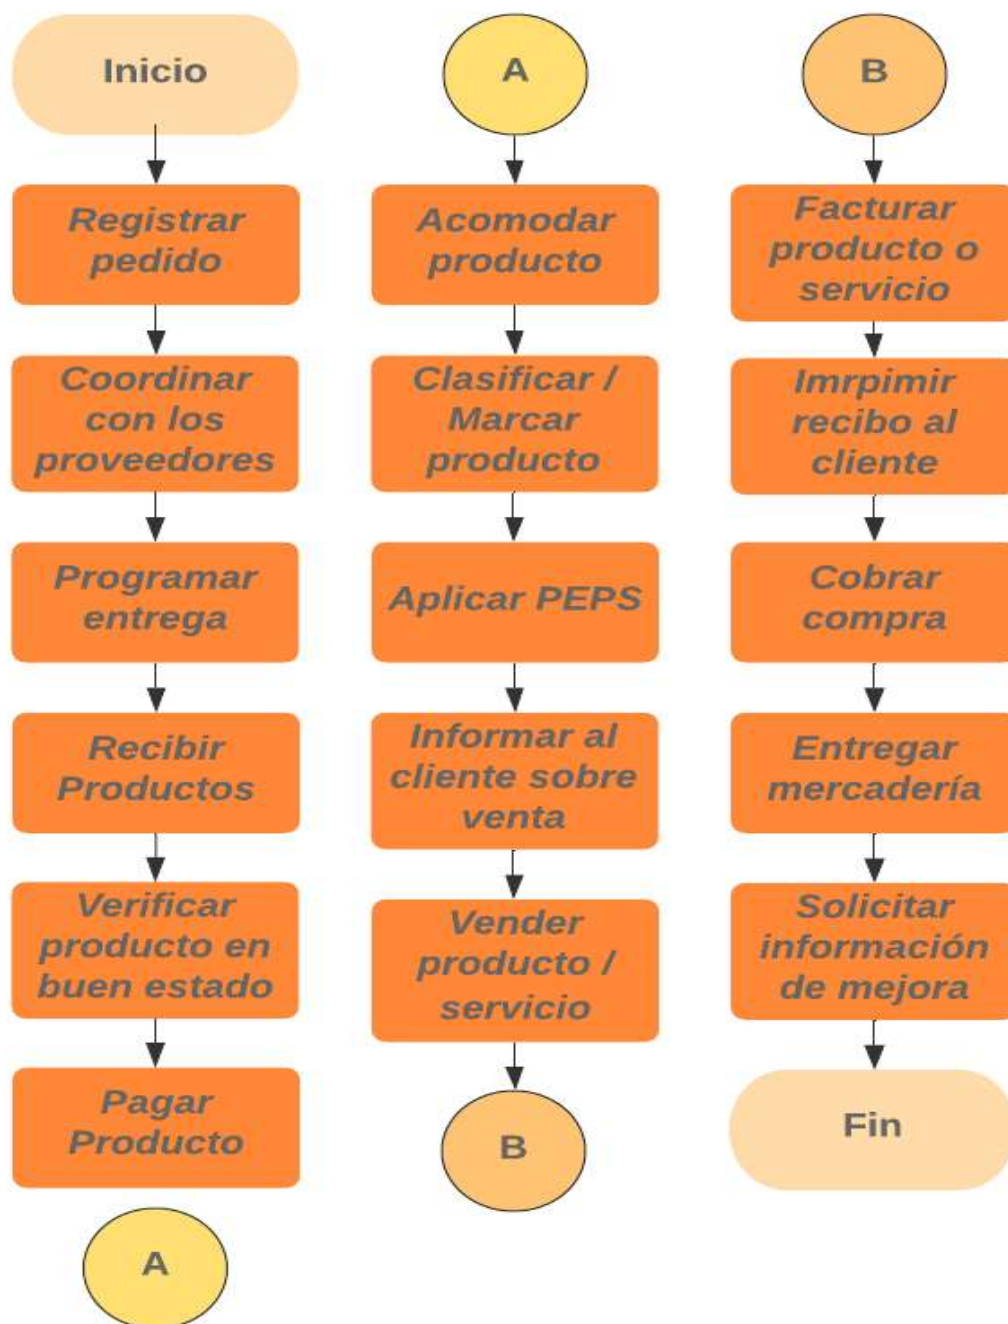 Inicio
Registrar
pedido
Coordinar
con los
proveedores
Programar
entrega
Recibir
Productos
Verificar
producto en
buen estado
Pagar
Producto
A
A
Acomodar
producto
Clasificar /
Marcar
producto
Aplicar PEPS
Informar al
cliente sobre
venta
Vender
producto /
servicio
B
B
Facturar
producto o
servicio
Imrpimir
recibo al
cliente
Cobrar
compra
Entregar
mercadería
Solicitar
información
de mejora
Fin